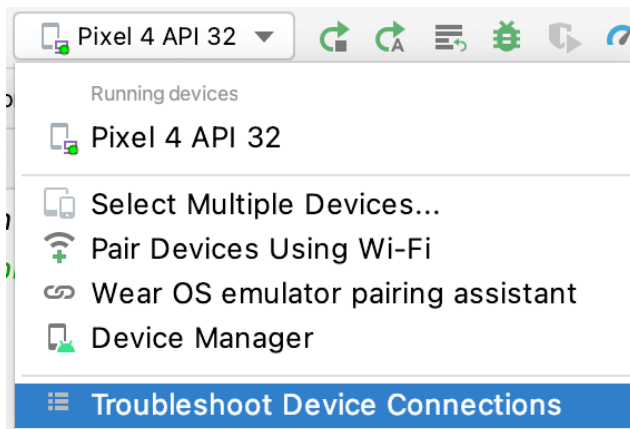 Pixel 4 API 32
A
Running devices
Pixel 4 API 32
Select Multiple Devices...
Pair Devices Using Wi-Fi
Wear OS emulator pairing assistant
Device Manager
Troubleshoot Device Connections